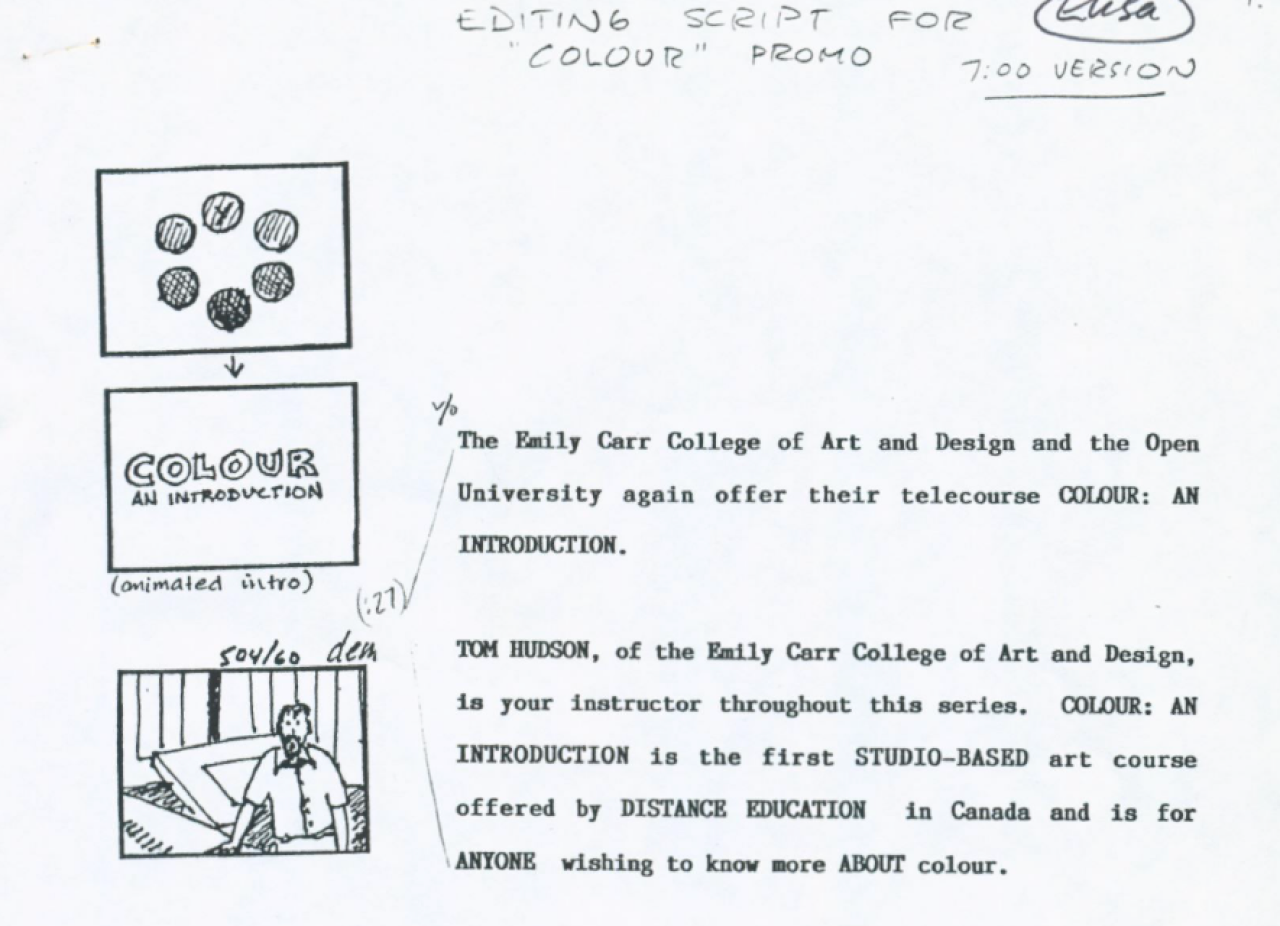 EDITING SCRIPT FOR
"COLOUR" PROMO
Elisa
7:00 VERSION
COLOUR
AN INTRODUCTION
(animated intro)
v/o
The Emily Carr College of Art and Design and the Open
University again offer their telecourse COLOUR: AN
INTRODUCTION.
(:27)
504/60 dem
TOM HUDSON, of the Emily Carr College of Art and Design,
is your instructor throughout this series. COLOUR: AN
INTRODUCTION is the first STUDIO-BASED art course
offered by DISTANCE EDUCATION in Canada and is for
ANYONE wishing to know more ABOUT colour.